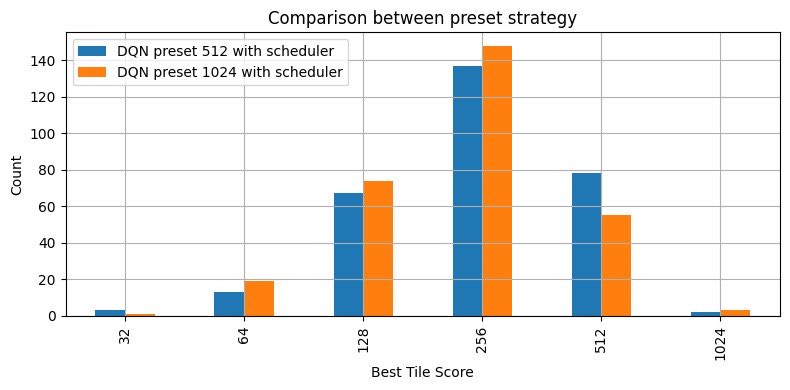 Comparison between preset strategy
DQN preset 512 with scheduler
DQN preset 1024 with scheduler
Count
140
120
100
80
60
40
20
0
32
64
128
256
512
1024
Best Tile Score